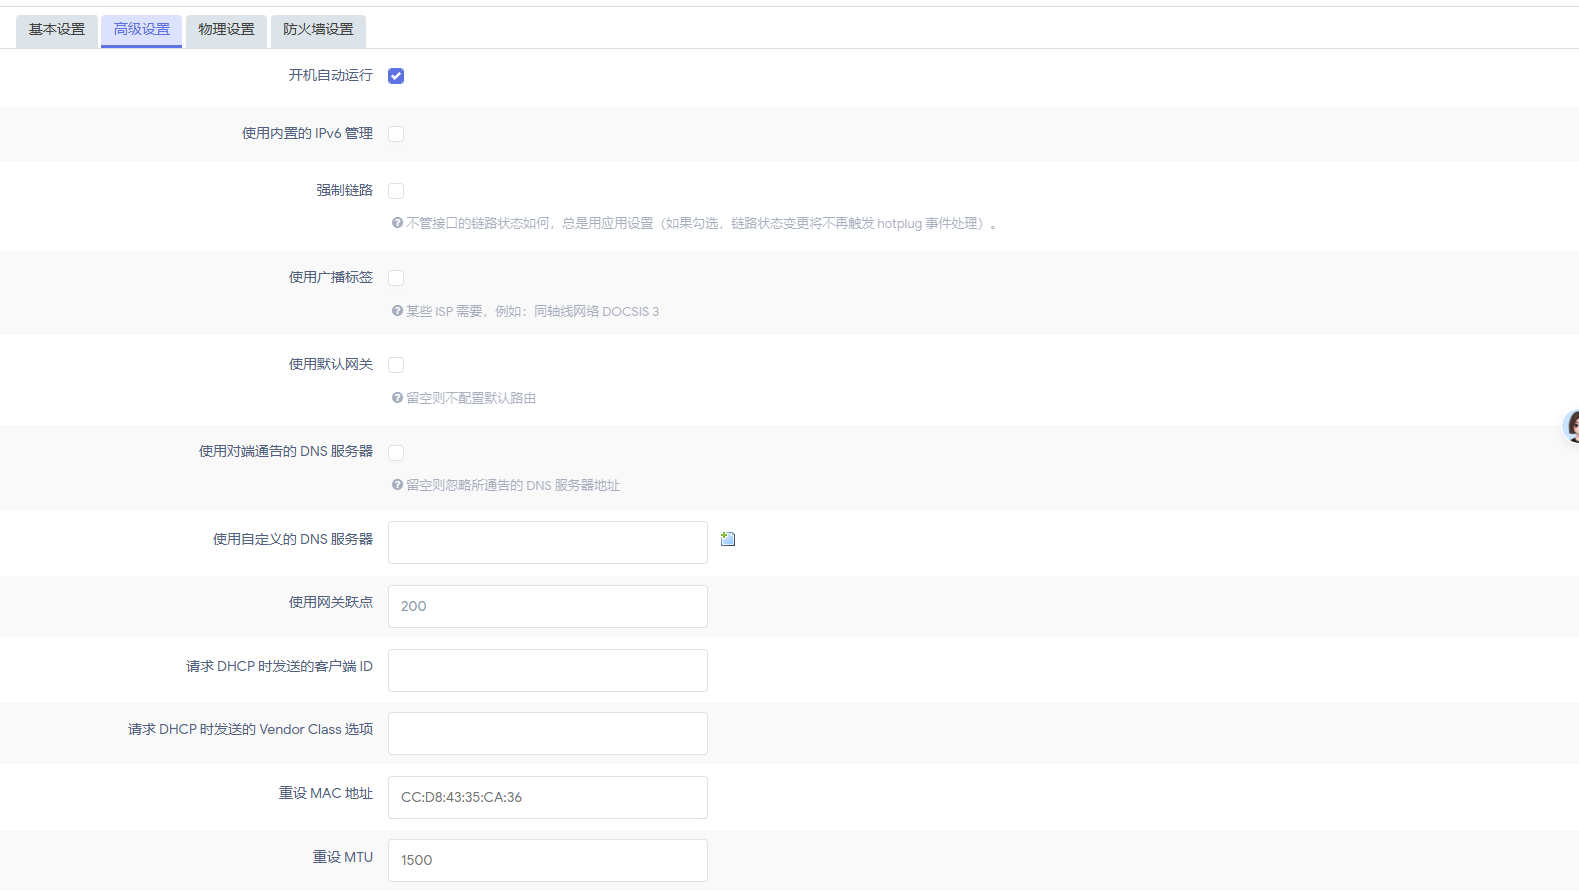 基本设置 高级设置 物理设置 防火墙设置
开机自动运行
使用内置的 IPv6 管理
强制链路
不管接口的链路状态如何，总是用应用设置（如果勾选，链路状态变更将不再触发 hotplug 事件处理）。
使用广播标签
某些 ISP 需要，例如：同轴线网络 DOCSIS 3
使用默认网关
留空则不配置默认路由
使用对端通告的 DNS 服务器
留空则忽略所通告的 DNS 服务器地址
使用自定义的 DNS 服务器
使用网关跃点 200
请求 DHCP 时发送的客户端 ID
请求 DHCP 时发送的 Vendor Class 选项
重设 MAC 地址 CC:D8:43:35:CA:36
重设 MTU 1500